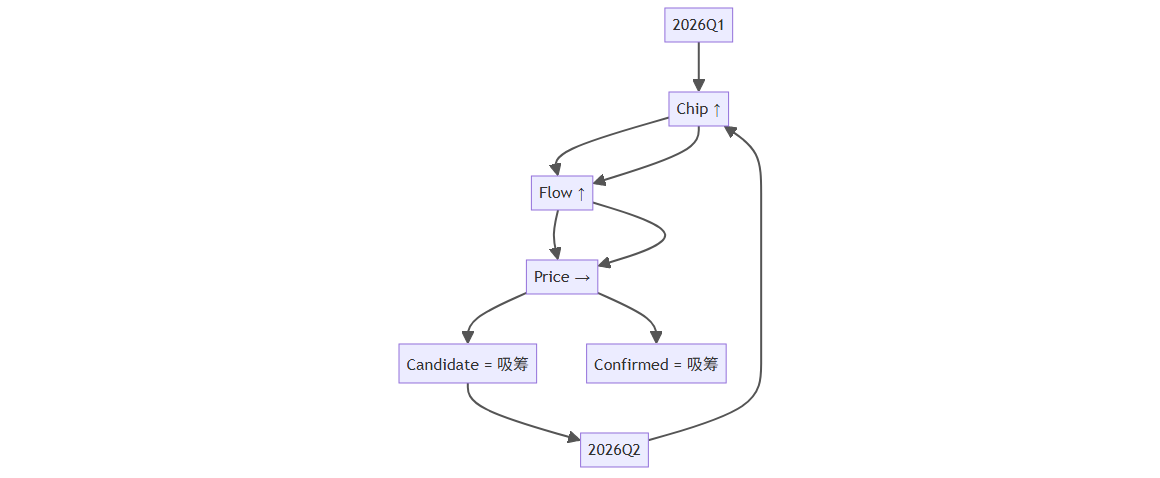 2026Q1
Chip ↑
Flow ↑
Price →
Candidate = 吸筹
Confirmed = 吸筹
2026Q2